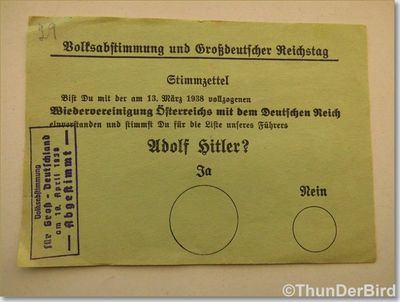 29
Volksabstimmung und Großdeutscher Reichstag
Stimmzettel
Bist Du mit der am 13. März 1938 vollzogenen
Wiedervereinigung Österreichs mit dem Deutschen Reich
einverstanden und stimmst Du für die Liste unseres Führers
Adolf Hitler?
Ja
Nein
Volksabstimmung
für Groß-Deutschland
am 10. April 1938
— Abgestimmt —
©ThunDerBird